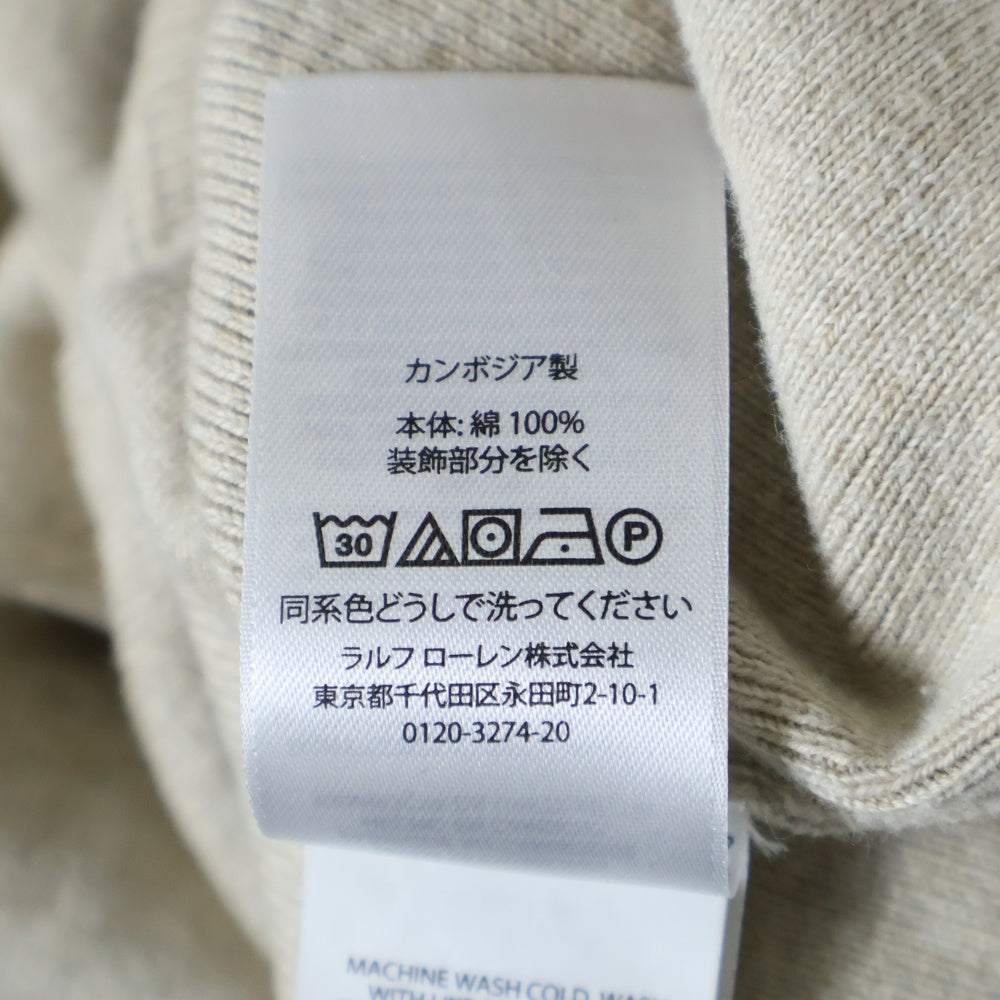 カンボジア製
本体: 綿 100%
装飾部分を除く
30 P
同系色どうしで洗ってください
ラルフ ローレン株式会社
東京都千代田区永田町2-10-1
0120-3274-20
MACHINE WASH COLD, WASH
WITH